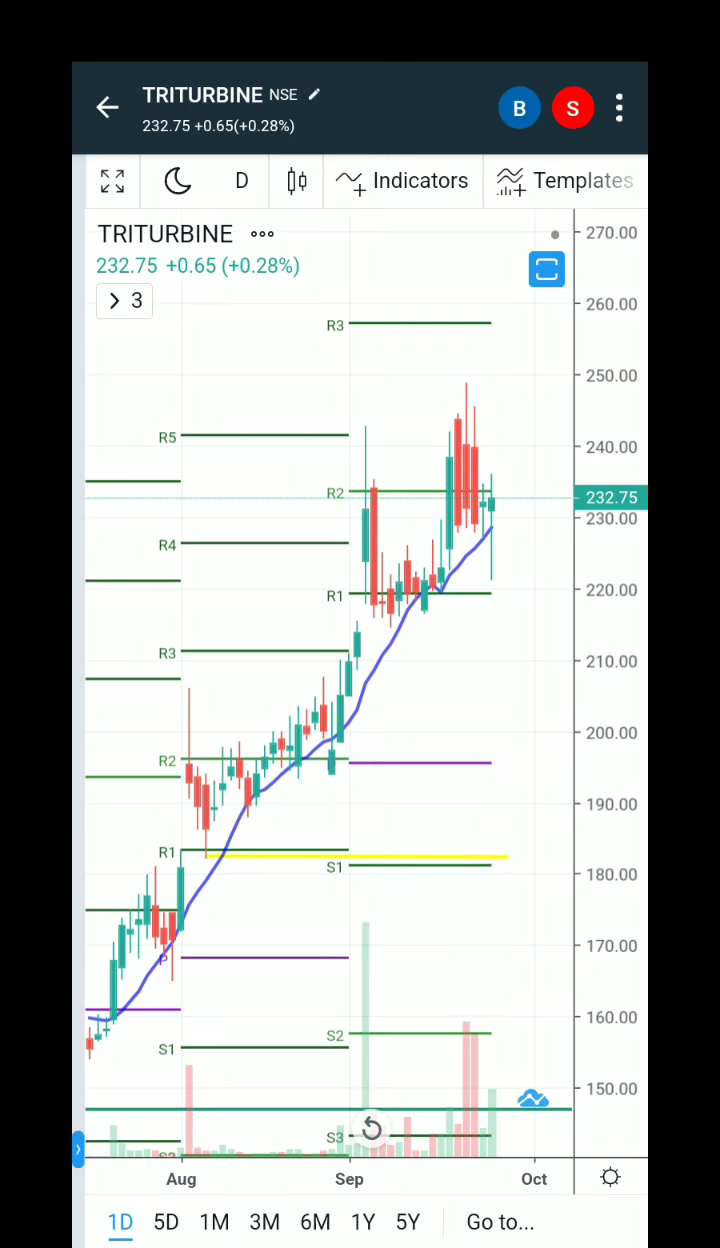 TRITURBINE NSE
232.75 +0.65(+0.28%)
B S
D Indicators Templates
TRITURBINE
232.75 +0.65 (+0.28%)
3
270.00
260.00
R3
250.00
R5
240.00
R2
232.75
230.00
R4
220.00
R1
210.00
R3
200.00
R2
190.00
R1
S1
180.00
170.00
P
160.00
S2
S1
150.00
S3
Aug Sep Oct
1D 5D 1M 3M 6M 1Y 5Y Go to...